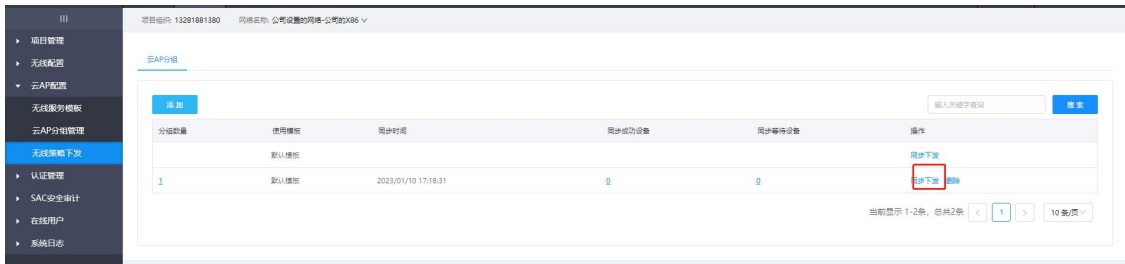 项目组织: 13281881380 网络名称: 公司设置的网络-公司的X86
项目管理
无线配置
云AP配置
无线服务模板
云AP分组管理
无线策略下发
认证管理
SAC安全审计
在线用户
系统日志
云AP分组
添加
输入关键字查询 搜索
分组数量 使用模板 同步时间 同步成功设备 同步等待设备 操作
默认模板 同步下发
1 默认模板 2023/01/10 17:18:31 0 0 同步下发 删除
当前显示 1-2条, 总共2条 < 1 > 10 条/页